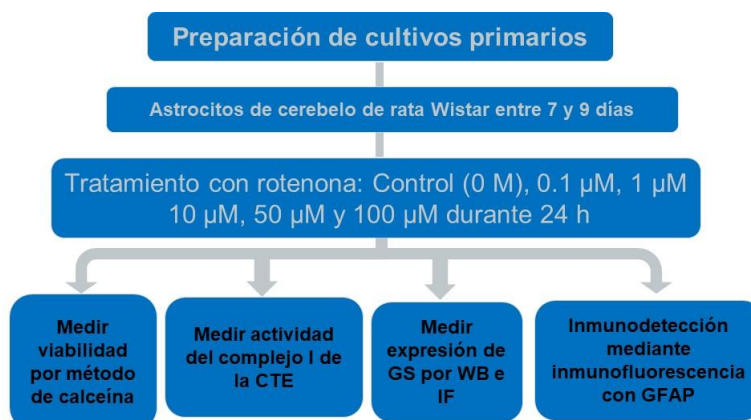 Preparación de cultivos primarios
Astrocitos de cerebelo de rata Wistar entre 7 y 9 días
Tratamiento con rotenona: Control (0 M), 0.1 µM, 1 µM
10 µM, 50 µM y 100 µM durante 24 h
Medir
viabilidad
por método
de calceína
Medir actividad
del complejo I de
la CTE
Medir
expresión de
GS por WB e
IF
Inmunodetección
mediante
inmunofluorescencia
con GFAP